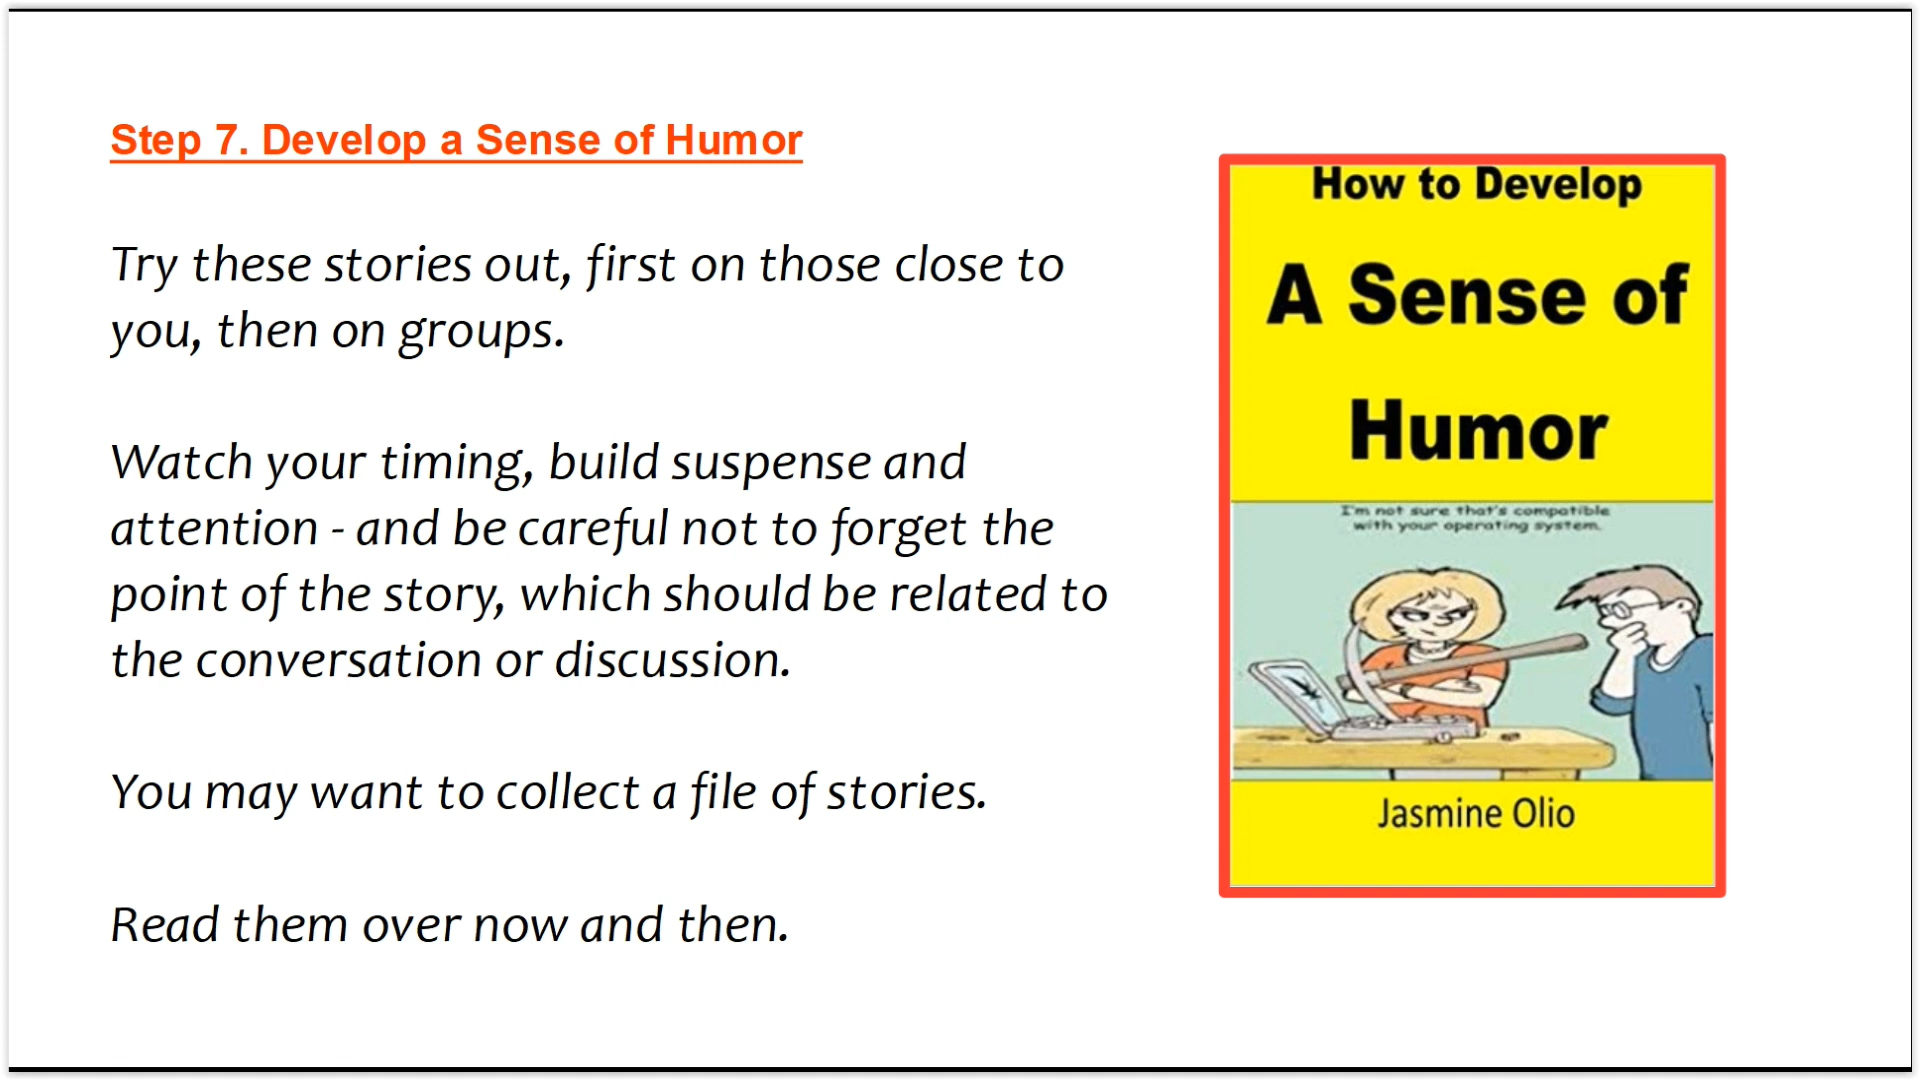 Step 7. Develop a Sense of Humor
Try these stories out, first on those close to
you, then on groups.
Watch your timing, build suspense and
attention - and be careful not to forget the
point of the story, which should be related to
the conversation or discussion.
You may want to collect a file of stories.
Read them over now and then.
How to Develop
A Sense of
Humor
I'm not sure that's compatible
with your operating system.
Jasmine Olio